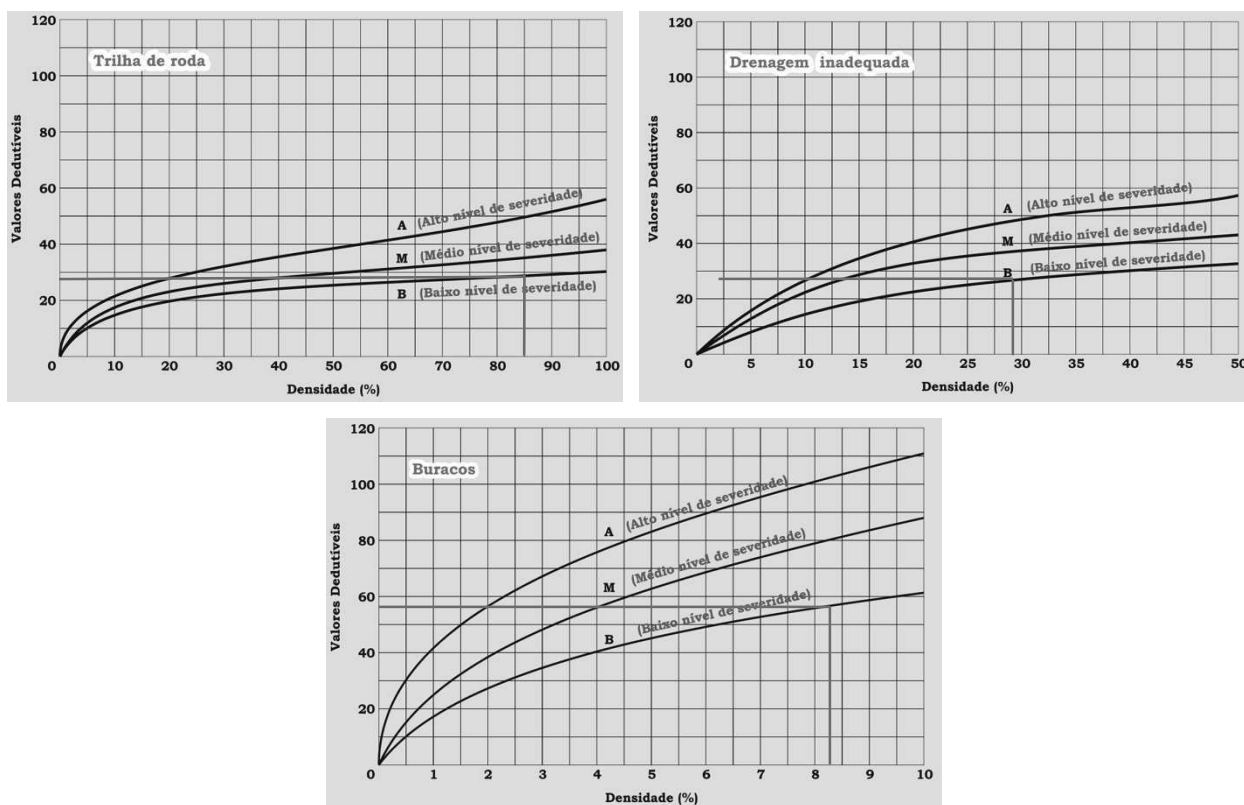 Trilha de roda
Valores Dedutíveis
120
100
80
60
40
20
0
A (Alto nível de severidade)
M (Médio nível de severidade)
B (Baixo nível de severidade)
10 20 30 40 50 60 70 80 90 100
Densidade (%)
Drenagem inadequada
Valores Dedutíveis
120
100
80
60
40
20
0
A (Alto nível de severidade)
M (Médio nível de severidade)
B (Baixo nível de severidade)
5 10 15 20 25 30 35 40 45 50
Densidade (%)
Buracos
Valores Dedutíveis
120
100
80
60
40
20
0
A (Alto nível de severidade)
M (Médio nível de severidade)
B (Baixo nível de severidade)
1 2 3 4 5 6 7 8 9 10
Densidade (%)